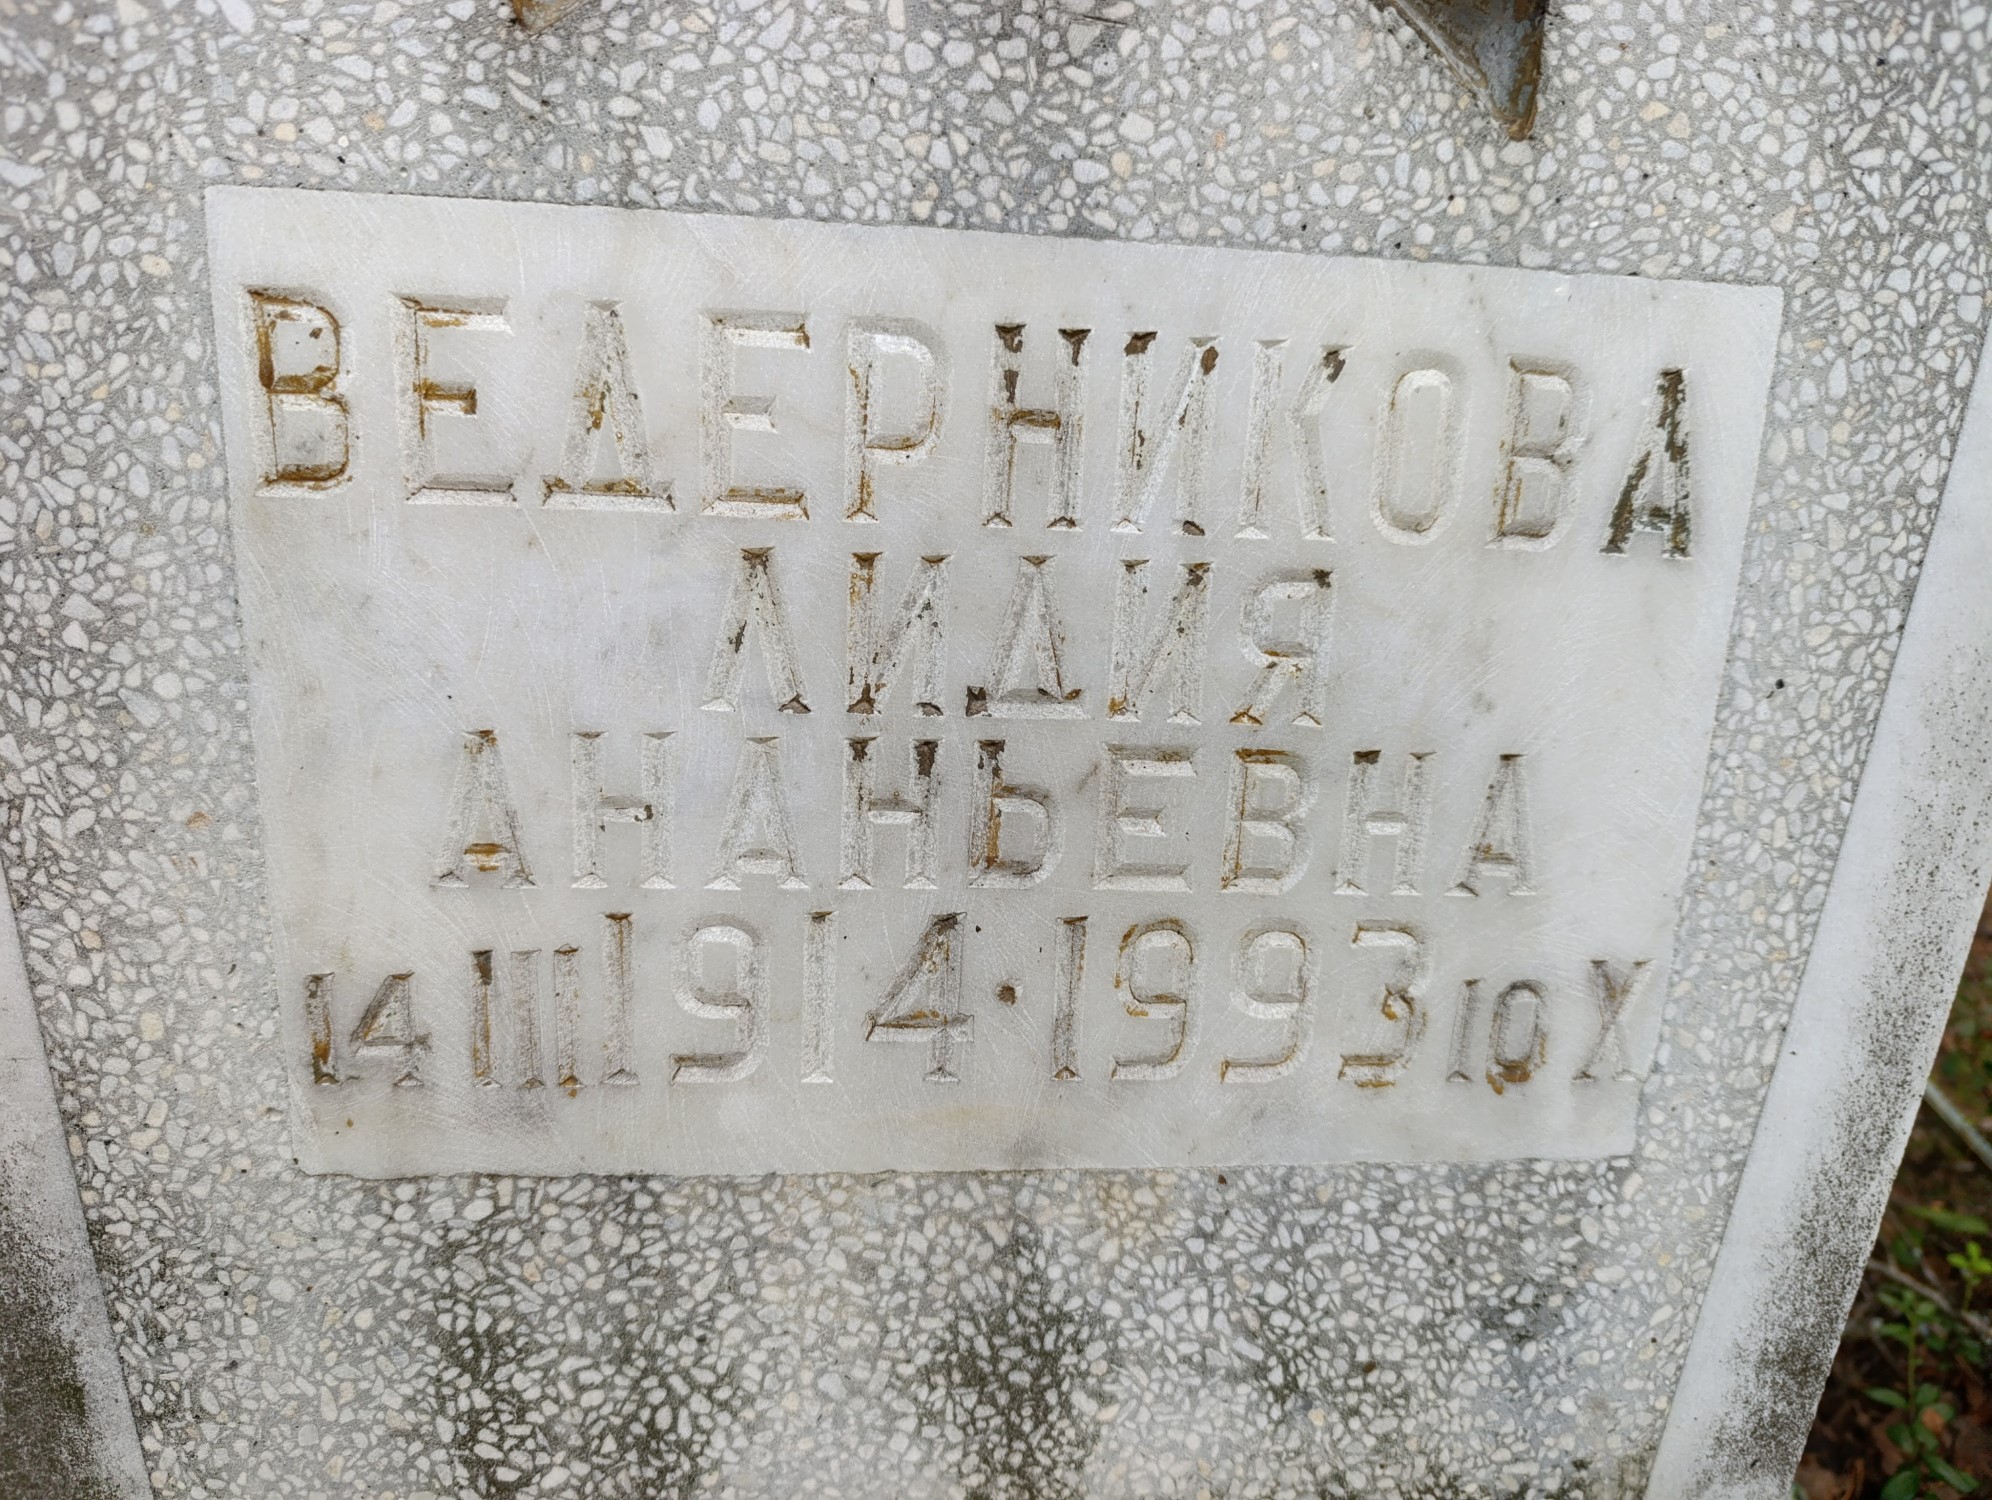 ВЕДЕРНИКОВА
ЛИДИЯ
АНАНЬЕВНА
14 III 1914 · 1993 10 X